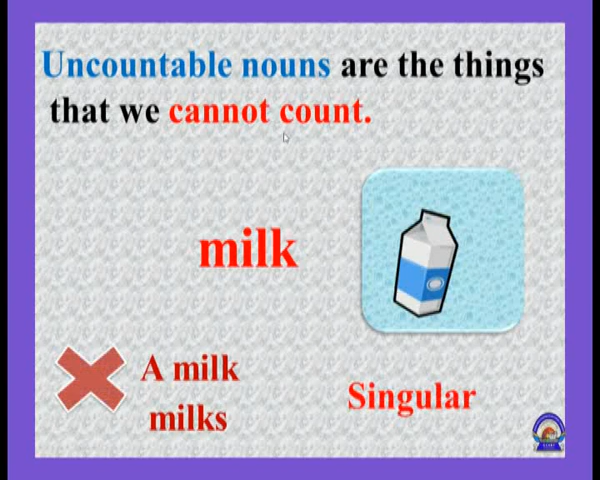 Uncountable nouns are the things
that we cannot count.
milk
A milk
milks
Singular